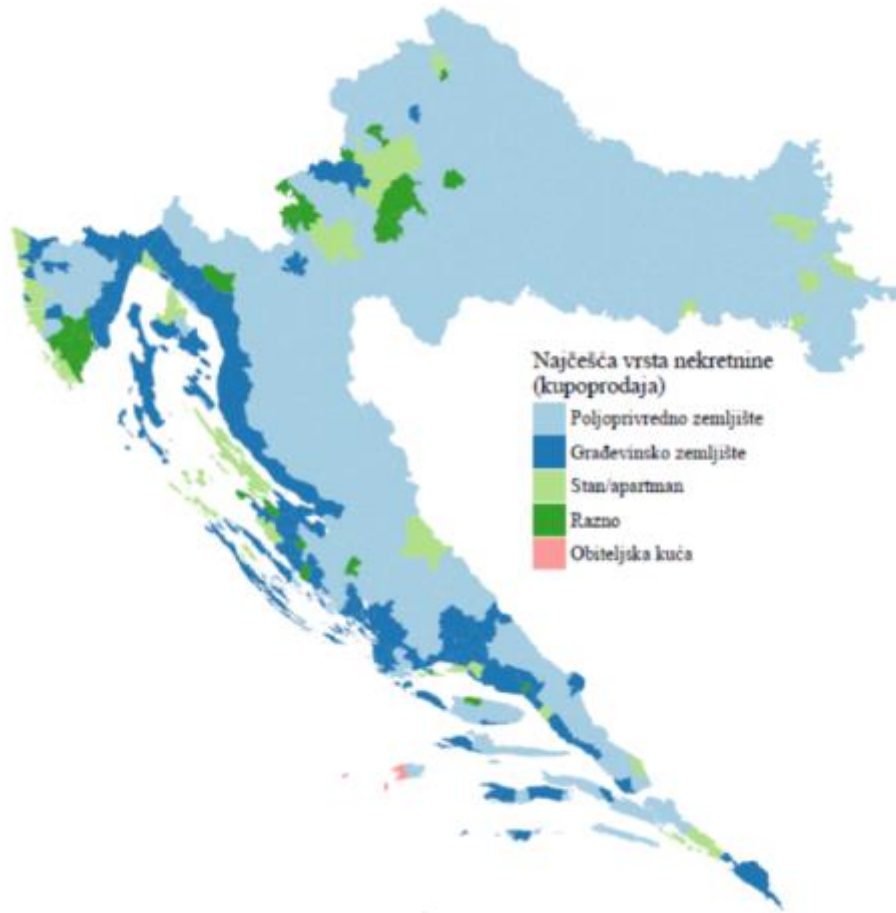 Najčešća vrsta nekretnine
(kupoprodaja)
Poljoprivredno zemljište
Građevinsko zemljište
Stan/apartman
Razno
Obiteljska kuća